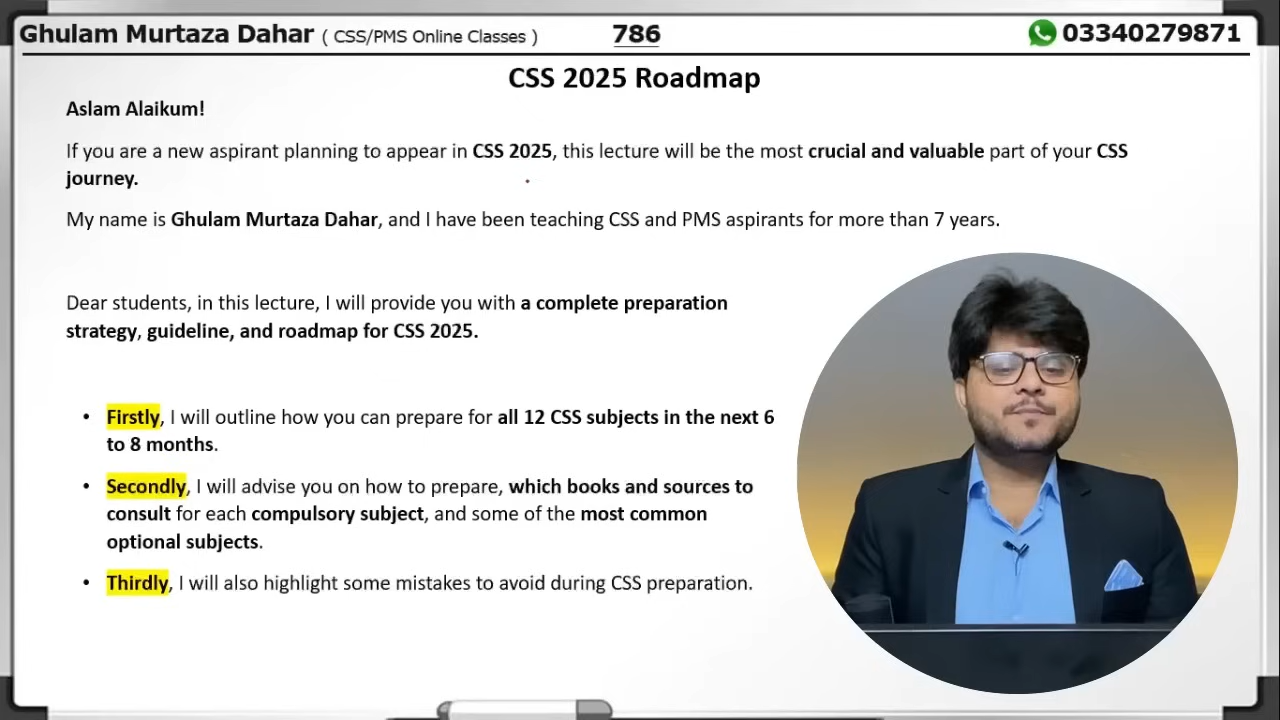 Ghulam Murtaza Dahar ( CSS/PMS Online Classes ) 786 03340279871
CSS 2025 Roadmap
Aslam Alaikum!
If you are a new aspirant planning to appear in CSS 2025, this lecture will be the most crucial and valuable part of your CSS
journey.
My name is Ghulam Murtaza Dahar, and I have been teaching CSS and PMS aspirants for more than 7 years.
Dear students, in this lecture, I will provide you with a complete preparation
strategy, guideline, and roadmap for CSS 2025.
• Firstly, I will outline how you can prepare for all 12 CSS subjects in the next 6
to 8 months.
• Secondly, I will advise you on how to prepare, which books and sources to
consult for each compulsory subject, and some of the most common
optional subjects.
• Thirdly, I will also highlight some mistakes to avoid during CSS preparation.